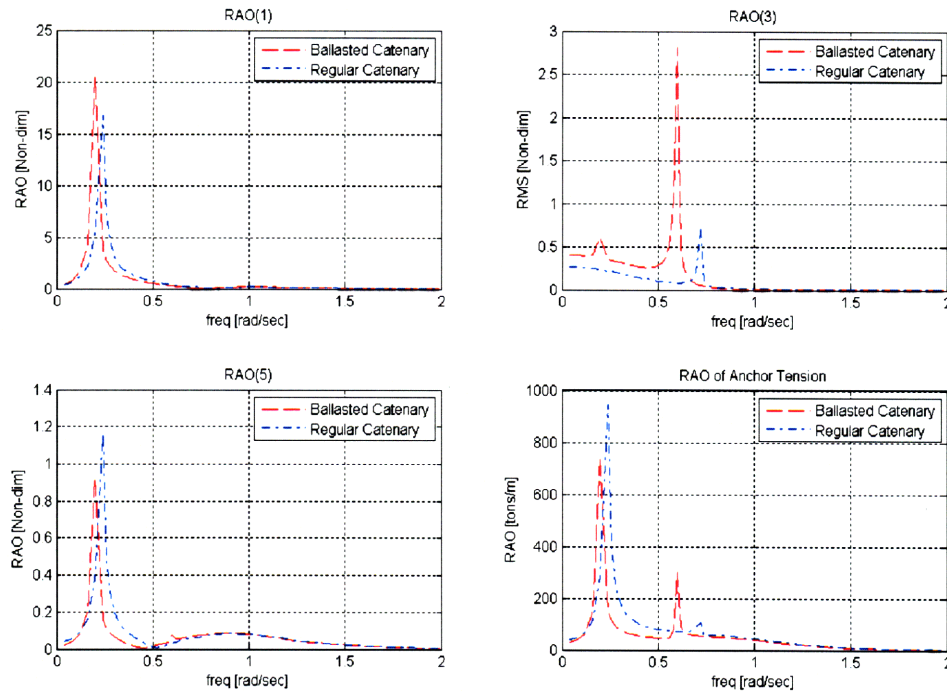 RAO(1)
25
20
15
10
5
0
RAO [Non-dim]
Ballasted Catenary
Regular Catenary
0
0.5
1
1.5
2
freq [rad/sec]
RAO(3)
3
2.5
2
1.5
1
0.5
0
RMS [Non-dim]
Ballasted Catenary
Regular Catenary
0
0.5
1
1.5
2
freq [rad/sec]
RAO(5)
1.4
1.2
1
0.8
0.6
0.4
0.2
0
RAO [Non-dim]
Ballasted Catenary
Regular Catenary
0
0.5
1
1.5
2
freq [rad/sec]
RAO of Anchor Tension
1000
800
600
400
200
0
RAO [tons/m]
Ballasted Catenary
Regular Catenary
0
0.5
1
1.5
2
freq [rad/sec]